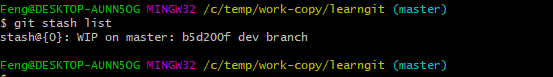 Feng@DESKTOP-AUNN5OG MINGW32 /c/temp/work-copy/learngit (master)
$ git stash list
stash@{0}: WIP on master: b5d200f dev branch
Feng@DESKTOP-AUNN5OG MINGW32 /c/temp/work-copy/learngit (master)